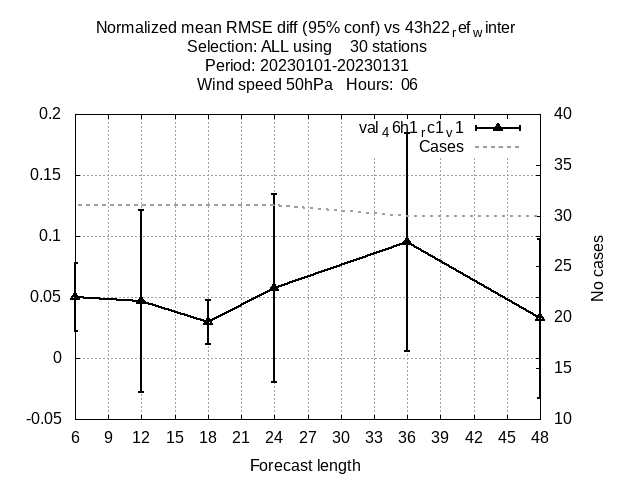 Normalized mean RMSE diff (95% conf) vs 43h22refwinter
Selection: ALL using 30 stations
Period: 20230101-20230131
Wind speed 50hPa Hours: 06
0.2
0.15
0.1
0.05
0
-0.05
40
35
30
25
20
15
10
val46h1rc1v1
Cases
No cases
6 9 12 15 18 21 24 27 30 33 36 39 42 45 48
Forecast length